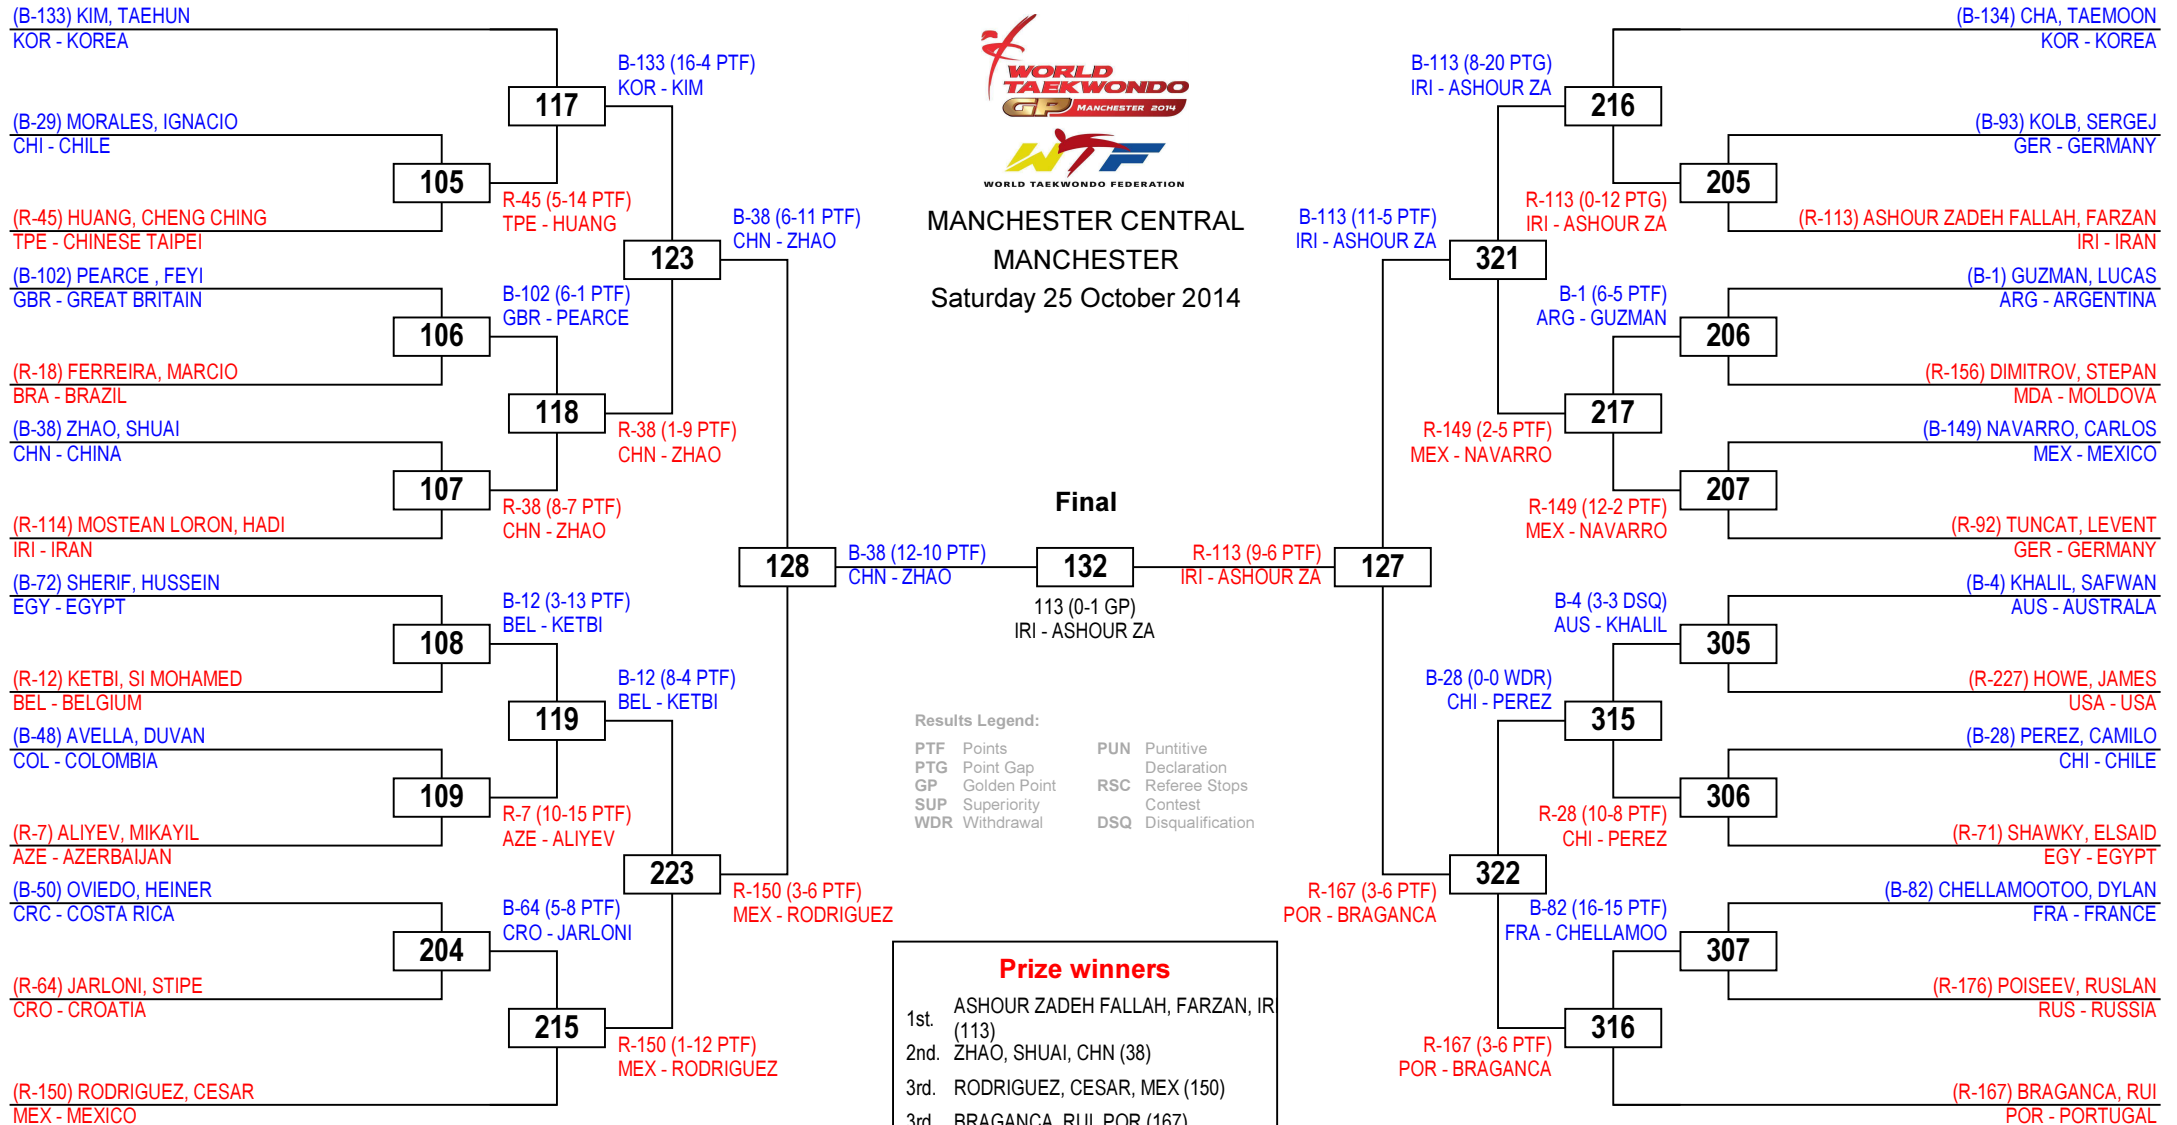 (B-133) KIM, TAEHUN
KOR - KOREA
(B-29) MORALES, IGNACIO
CHI - CHILE
(R-45) HUANG, CHENG CHING
TPE - CHINESE TAIPEI
(B-102) PEARCE , FEYI
GBR - GREAT BRITAIN
(R-18) FERREIRA, MARCIO
BRA - BRAZIL
(B-38) ZHAO, SHUAI
CHN - CHINA
(R-114) MOSTEAN LORON, HADI
IRI - IRAN
(B-72) SHERIF, HUSSEIN
EGY - EGYPT
(R-12) KETBI, SI MOHAMED
BEL - BELGIUM
(B-48) AVELLA, DUVAN
COL - COLOMBIA
(R-7) ALIYEV, MIKAYIL
AZE - AZERBAIJAN
(B-50) OVIEDO, HEINER
CRC - COSTA RICA
(R-64) JARLONI, STIPE
CRO - CROATIA
(R-150) RODRIGUEZ, CESAR
MEX - MEXICO
105
106
107
108
109
204
R-45 (5-14 PTF)
TPE - HUANG
B-102 (6-1 PTF)
GBR - PEARCE
R-38 (8-7 PTF)
CHN - ZHAO
B-12 (3-13 PTF)
BEL - KETBI
R-7 (10-15 PTF)
AZE - ALIYEV
B-64 (5-8 PTF)
CRO - JARLONI
117
118
119
215
B-133 (16-4 PTF)
KOR - KIM
R-38 (1-9 PTF)
CHN - ZHAO
B-12 (8-4 PTF)
BEL - KETBI
R-150 (1-12 PTF)
MEX - RODRIGUEZ
123
223
B-38 (6-11 PTF)
CHN - ZHAO
R-150 (3-6 PTF)
MEX - RODRIGUEZ
128
B-38 (12-10 PTF)
CHN - ZHAO
WORLD
TAEKWONDO
GP MANCHESTER 2014
WTF
WORLD TAEKWONDO FEDERATION
MANCHESTER CENTRAL
MANCHESTER
Saturday 25 October 2014
Final
132
113 (0-1 GP)
IRI - ASHOUR ZA
Results Legend:
PTF Points
PTG Point Gap
GP Golden Point
SUP Superiority
WDR Withdrawal
PUN Puntitive
Declaration
RSC Referee Stops
Contest
DSQ Disqualification
Prize winners
1st. ASHOUR ZADEH FALLAH, FARZAN, IR
(113)
2nd. ZHAO, SHUAI, CHN (38)
3rd. RODRIGUEZ, CESAR, MEX (150)
3rd. BRAGANCA, RUI, POR (167)
R-113 (9-6 PTF)
IRI - ASHOUR ZA
127
B-113 (11-5 PTF)
IRI - ASHOUR ZA
R-167 (3-6 PTF)
POR - BRAGANCA
321
322
B-113 (8-20 PTG)
IRI - ASHOUR ZA
R-149 (2-5 PTF)
MEX - NAVARRO
B-28 (0-0 WDR)
CHI - PEREZ
R-167 (3-6 PTF)
POR - BRAGANCA
216
217
315
316
R-113 (0-12 PTG)
IRI - ASHOUR ZA
B-1 (6-5 PTF)
ARG - GUZMAN
R-149 (12-2 PTF)
MEX - NAVARRO
B-4 (3-3 DSQ)
AUS - KHALIL
R-28 (10-8 PTF)
CHI - PEREZ
B-82 (16-15 PTF)
FRA - CHELLAMOO
205
206
207
305
306
307
(B-134) CHA, TAEMOON
KOR - KOREA
(B-93) KOLB, SERGEJ
GER - GERMANY
(R-113) ASHOUR ZADEH FALLAH, FARZAN
IRI - IRAN
(B-1) GUZMAN, LUCAS
ARG - ARGENTINA
(R-156) DIMITROV, STEPAN
MDA - MOLDOVA
(B-149) NAVARRO, CARLOS
MEX - MEXICO
(R-92) TUNCAT, LEVENT
GER - GERMANY
(B-4) KHALIL, SAFWAN
AUS - AUSTRALA
(R-227) HOWE, JAMES
USA - USA
(B-28) PEREZ, CAMILO
CHI - CHILE
(R-71) SHAWKY, ELSAID
EGY - EGYPT
(B-82) CHELLAMOOTOO, DYLAN
FRA - FRANCE
(R-176) POISEEV, RUSLAN
RUS - RUSSIA
(R-167) BRAGANCA, RUI
POR - PORTUGAL